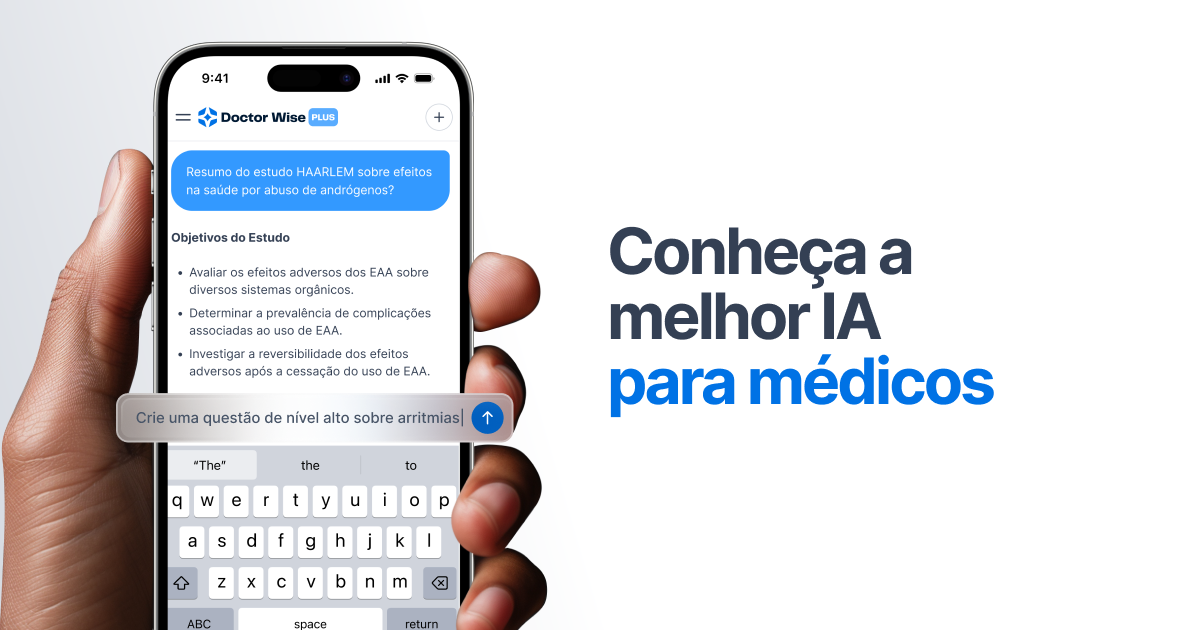 9:41
Doctor Wise PLUS
Resumo do estudo HAARLEM sobre efeitos
na saúde por abuso de andrógenos?
Objetivos do Estudo
• Avaliar os efeitos adversos dos EAA sobre
diversos sistemas orgânicos.
• Determinar a prevalência de complicações
associadas ao uso de EAA.
• Investigar a reversibilidade dos efeitos
adversos após a cessação do uso de EAA.
Crie uma questão de nível alto sobre arritmias
“The” the to
q w e r t y u i o p
a s d f g h j k l
z x c v b n m
ABC space return
Conheça a
melhor IA
para médicos